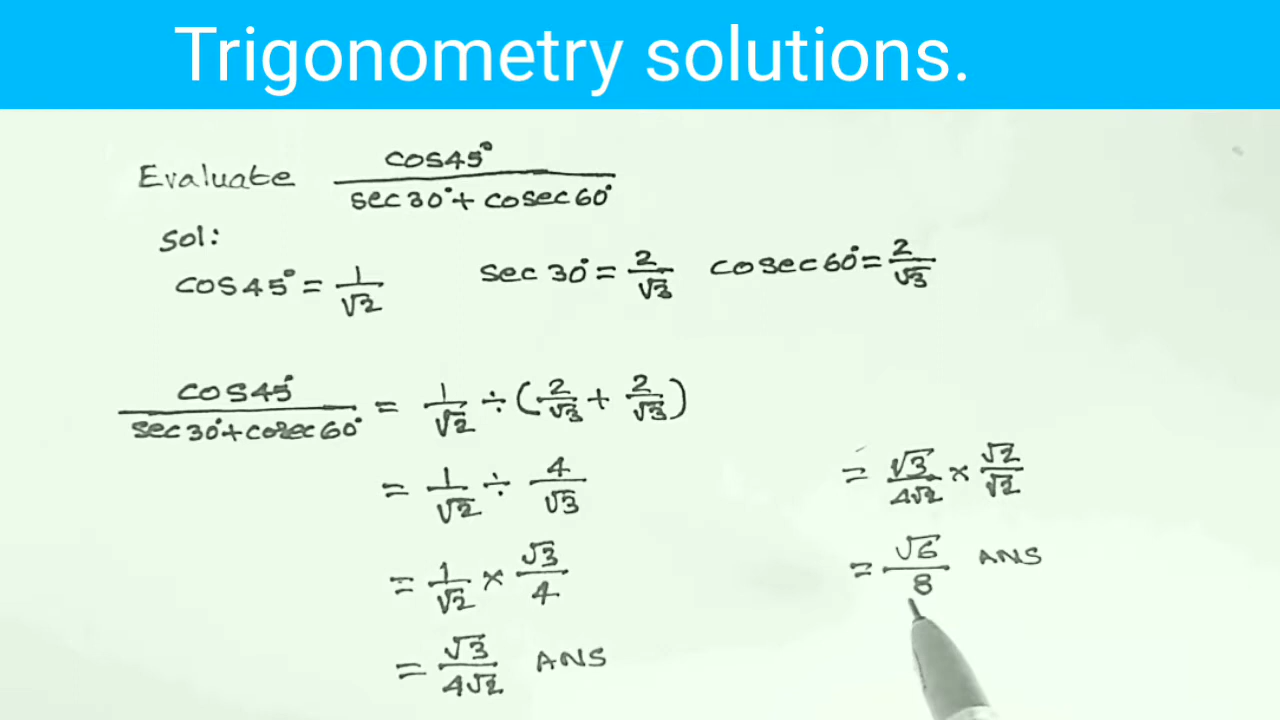 Trigonometry solutions.
Evaluate cos45° / (sec30° + cosec60°)
Sol:
cos45° = 1/√2    sec30° = 2/√3    cosec60° = 2/√3
cos45° / (sec30° + cosec60°) = 1/√2 ÷ (2/√3 + 2/√3)
= 1/√2 ÷ 4/√3
= 1/√2 × √3/4
= √3/4√2 ANS
= √3/4√2 × √2/√2
= √6/8 ANS